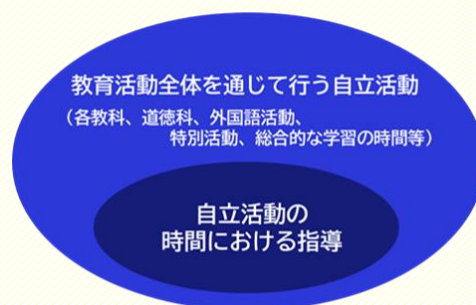 教育活動全体を通じて行う自立活動
（各教科、道徳科、外国語活動、
特別活動、総合的な学習の時間等）
自立活動の
時間における指導